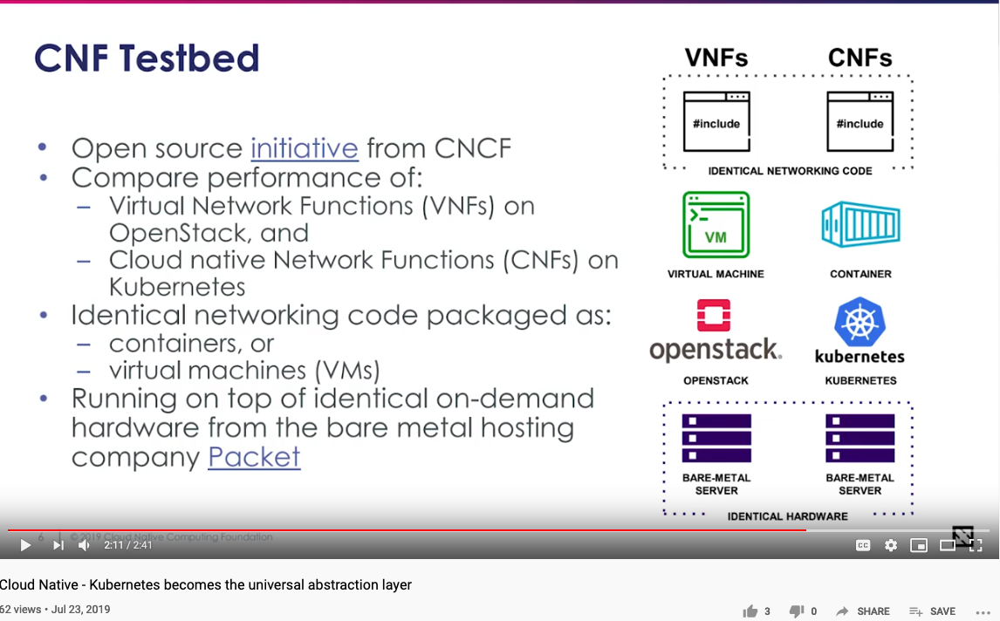 CNF Testbed
• Open source initiative from CNCF
• Compare performance of:
– Virtual Network Functions (VNFs) on
OpenStack, and
– Cloud native Network Functions (CNFs) on
Kubernetes
• Identical networking code packaged as:
– containers, or
– virtual machines (VMs)
• Running on top of identical on-demand
hardware from the bare metal hosting
company Packet
VNFs CNFs
#include #include
IDENTICAL NETWORKING CODE
VM
VIRTUAL MACHINE CONTAINER
openstack. kubernetes
OPENSTACK KUBERNETES
BARE-METAL BARE-METAL
SERVER SERVER
IDENTICAL HARDWARE
6 | © 2019 Cloud Native Computing Foundation
2:11 / 2:41
CC
Cloud Native - Kubernetes becomes the universal abstraction layer
62 views • Jul 23, 2019
3 0 SHARE SAVE